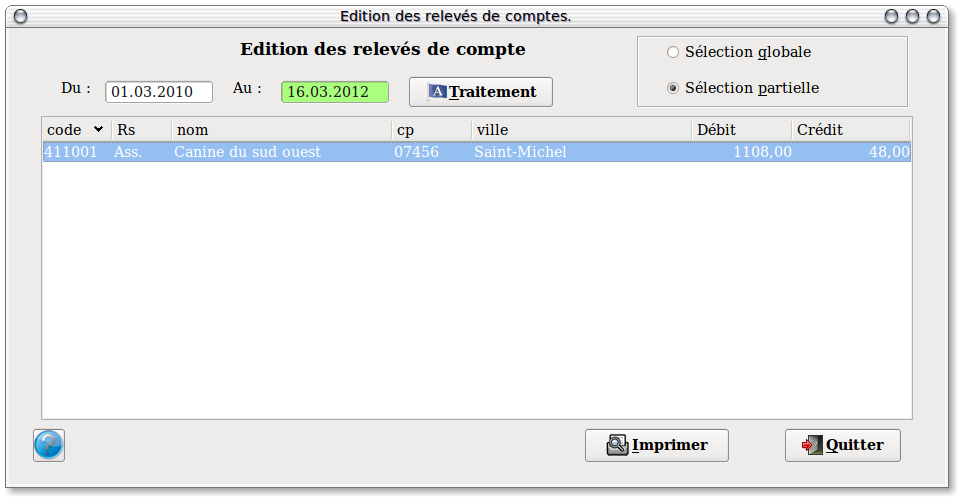 Edition des relevés de comptes.
Edition des relevés de compte
Sélection globale
Du : 01.03.2010 Au : 16.03.2012 A Traitement
Sélection partielle
code Rs nom cp ville Débit Crédit
411001 Ass. Canine du sud ouest 07456 Saint-Michel 1108,00 48,00
? Imprimer Quitter